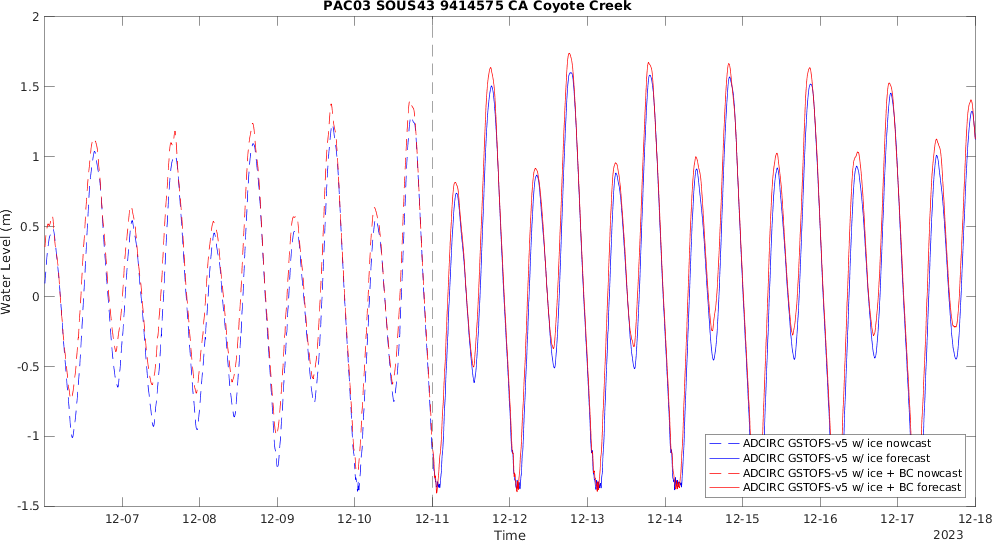 PAC03 SOUS43 9414575 CA Coyote Creek
2
1.5
1
0.5
0
-0.5
-1
-1.5
Water Level (m)
ADCIRC GSTOFS-v5 w/ ice nowcast
ADCIRC GSTOFS-v5 w/ ice forecast
ADCIRC GSTOFS-v5 w/ ice + BC nowcast
ADCIRC GSTOFS-v5 w/ ice + BC forecast
12-07 12-08 12-09 12-10 12-11 12-12 12-13 12-14 12-15 12-16 12-17 12-18
Time
2023